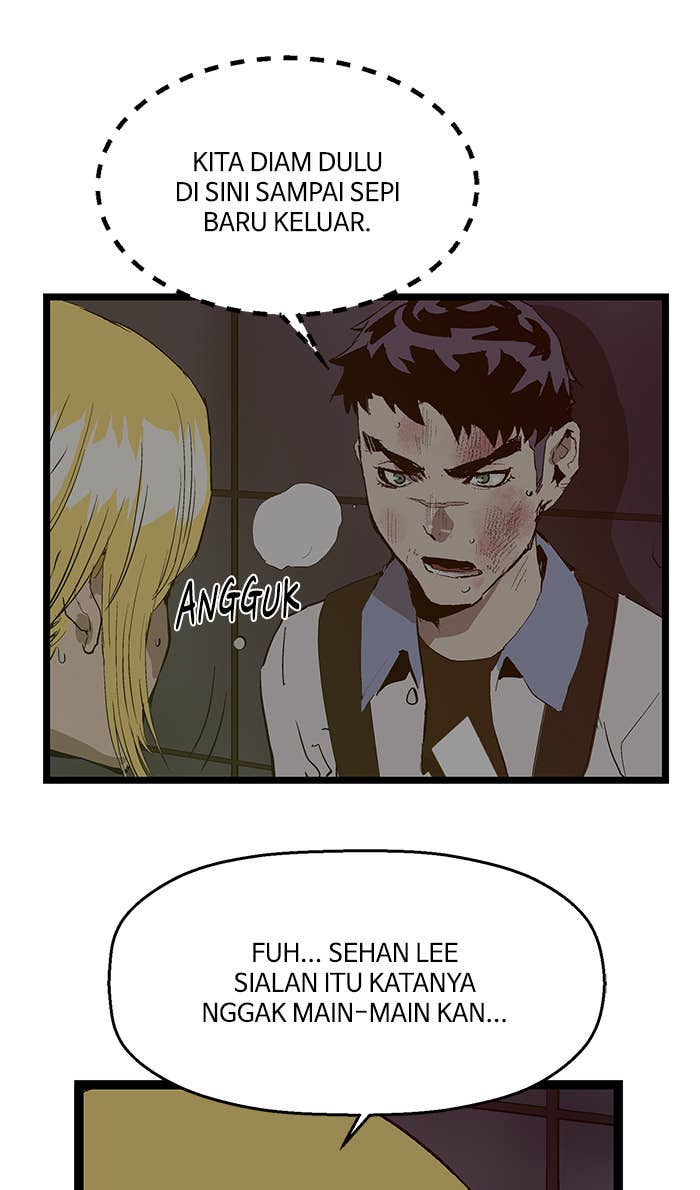 KITA DIAM DULU
DI SINI SAMPAI SEPI
BARU KELUAR.
ANGGUK
FUH... SEHAN LEE
SIALAN ITU KATANYA
NGGAK MAIN-MAIN KAN...